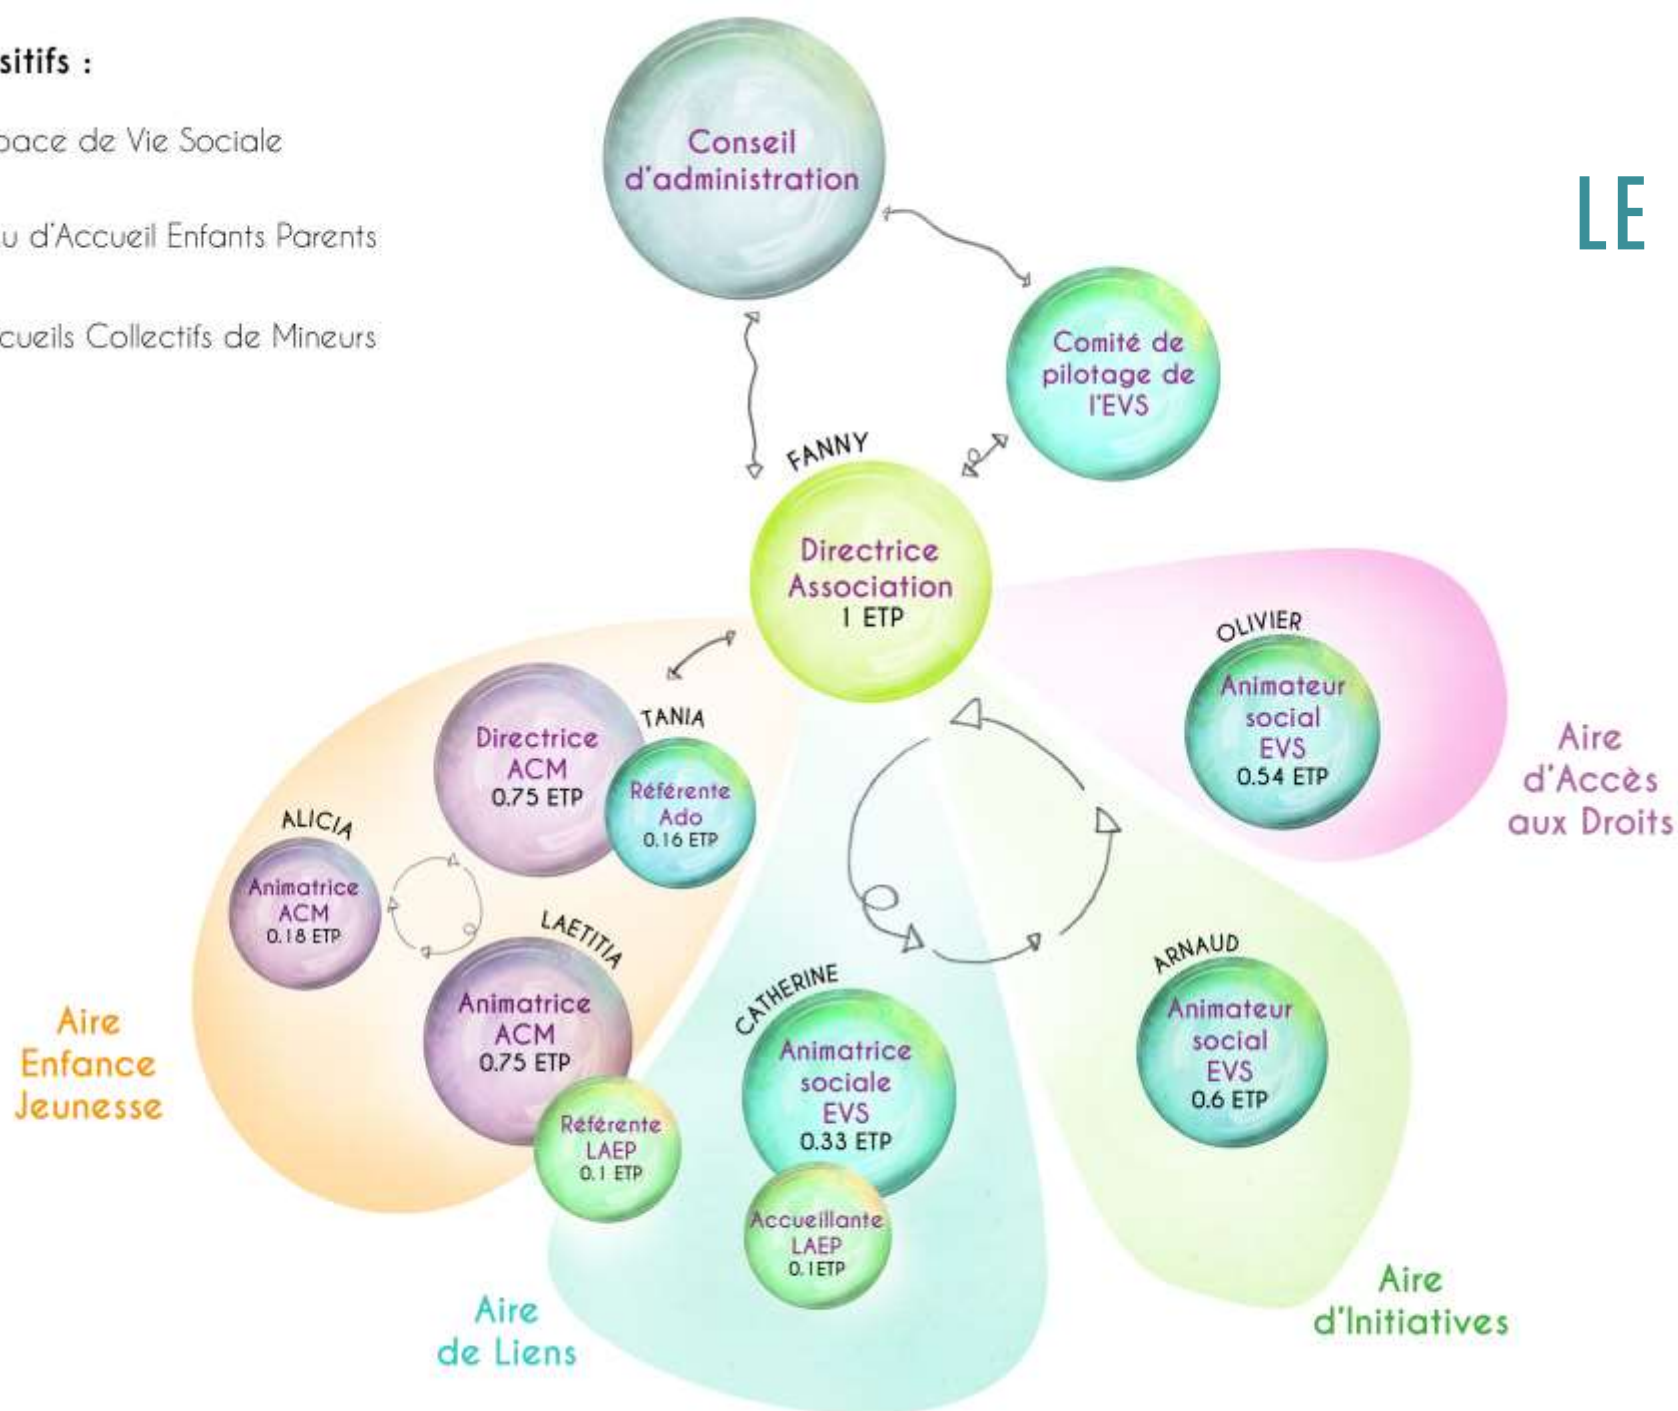 sitifs :
pace de Vie Sociale
u d'Accueil Enfants Parents
cueils Collectifs de Mineurs
LE
Conseil
d'administration
Comité de
pilotage de
l'EVS
FANNY
Directrice
Association
1 ETP
OLIVIER
Animateur
social
EVS
0.54 ETP
Aire
d'Accès
aux Droits
TANIA
Directrice
ACM
0.75 ETP
Référente
Ado
0.16 ETP
ALICIA
Animatrice
ACM
0.18 ETP
LAETITIA
Animatrice
ACM
0.75 ETP
Référente
LAEP
0.1 ETP
Aire
Enfance
Jeunesse
CATHERINE
Animatrice
sociale
EVS
0.33 ETP
Accueillante
LAEP
0.1ETP
Aire
de Liens
ARNAUD
Animateur
social
EVS
0.6 ETP
Aire
d'Initiatives